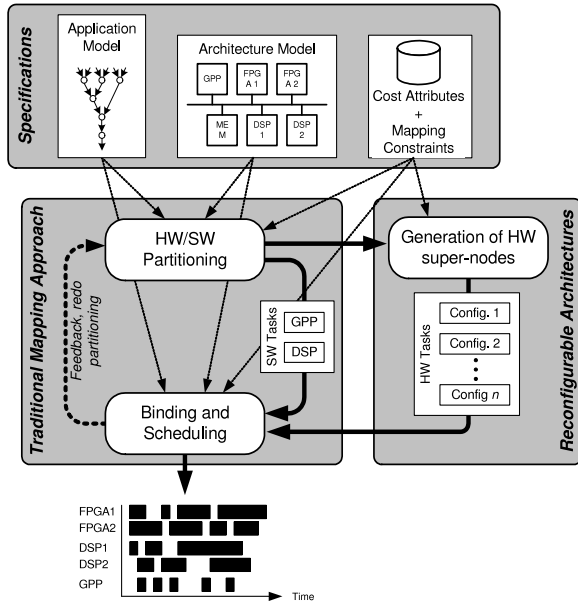 Specifications
Application
Model
Architecture Model
GPP
FPG
A 1
FPG
A 2
ME
M
DSP
1
DSP
2
Cost Attributes
+
Mapping
Constraints
Traditional Mapping Approach
HW/SW
Partitioning
Feedback, redo
partitioning
SW Tasks
GPP
DSP
Binding and
Scheduling
Reconfigurable Architectures
Generation of HW
super-nodes
HW Tasks
Config. 1
Config. 2
Config n
FPGA1
FPGA2
DSP1
DSP2
GPP
Time